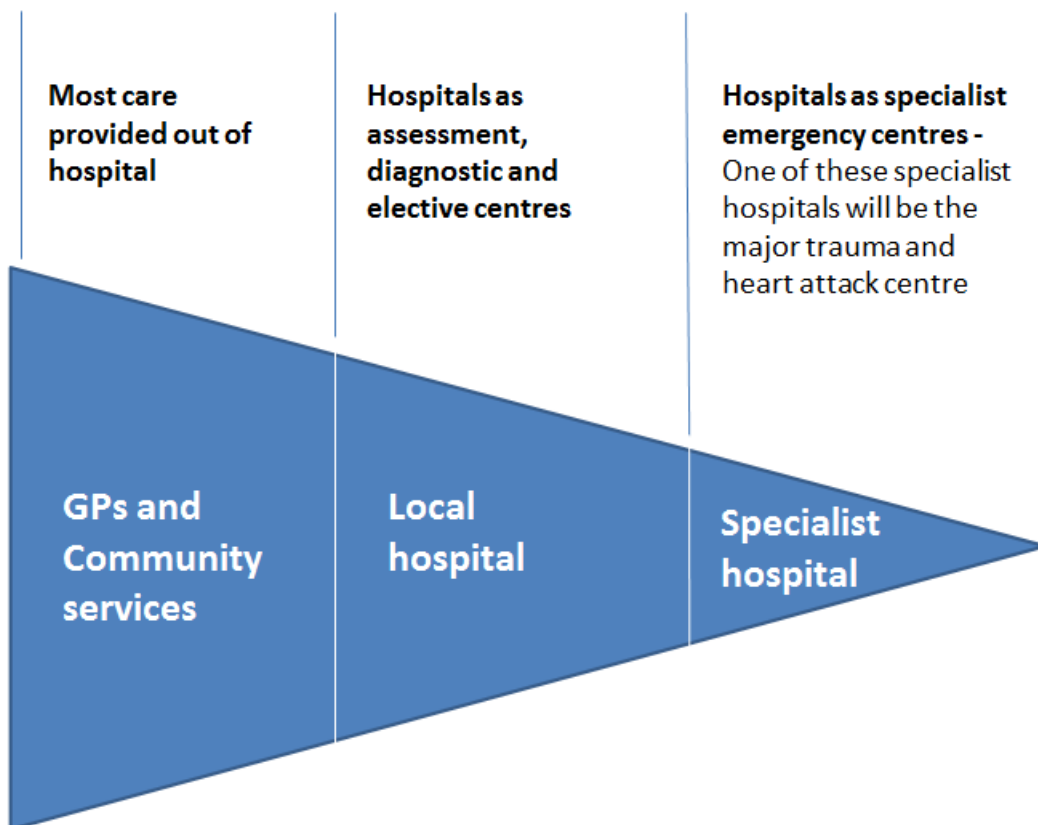 Most care
provided out of
hospital
Hospitals as
assessment,
diagnostic and
elective centres
Hospitals as specialist
emergency centres -
One of these specialist
hospitals will be the
major trauma and
heart attack centre
GPs and
Community
services
Local
hospital
Specialist
hospital